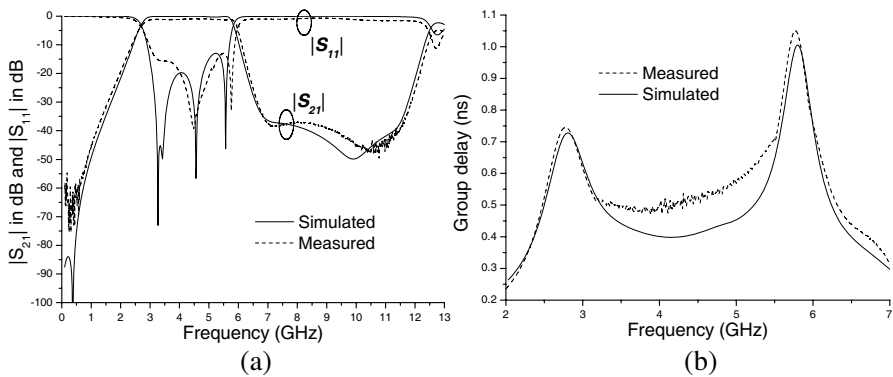 |S21| in dB and |S11| in dB
0
-10
-20
-30
-40
-50
-60
-70
-80
-90
-100
|S11|
|S21|
Simulated
Measured
0 1 2 3 4 5 6 7 8 9 10 11 12 13
Frequency (GHz)
(a)
Group delay (ns)
1.1
1.0
0.9
0.8
0.7
0.6
0.5
0.4
0.3
0.2
Measured
Simulated
2 3 4 5 6 7
Frequency (GHz)
(b)